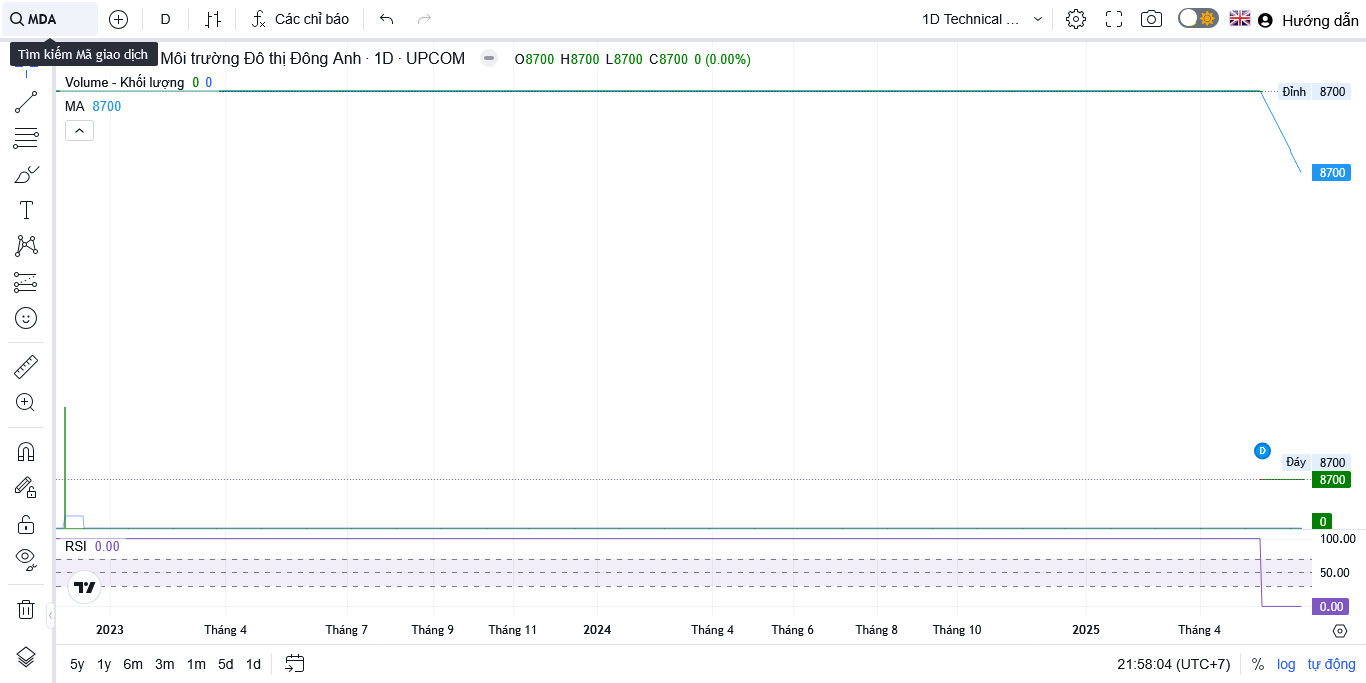 MDA
D
Các chỉ báo
1D Technical ...
Hướng dẫn
Tìm kiếm Mã giao dịch
Môi trường Đô thị Đông Anh · 1D · UPCOM
O8700 H8700 L8700 C8700 0 (0.00%)
Volume - Khối lượng 0 0
Đỉnh 8700
MA 8700
8700
D
Đáy 8700
8700
0
RSI 0.00
100.00
50.00
0.00
2023 Tháng 4 Tháng 7 Tháng 9 Tháng 11 2024 Tháng 4 Tháng 6 Tháng 8 Tháng 10 2025 Tháng 4
5y 1y 6m 3m 1m 5d 1d
21:58:04 (UTC+7) % log tự động